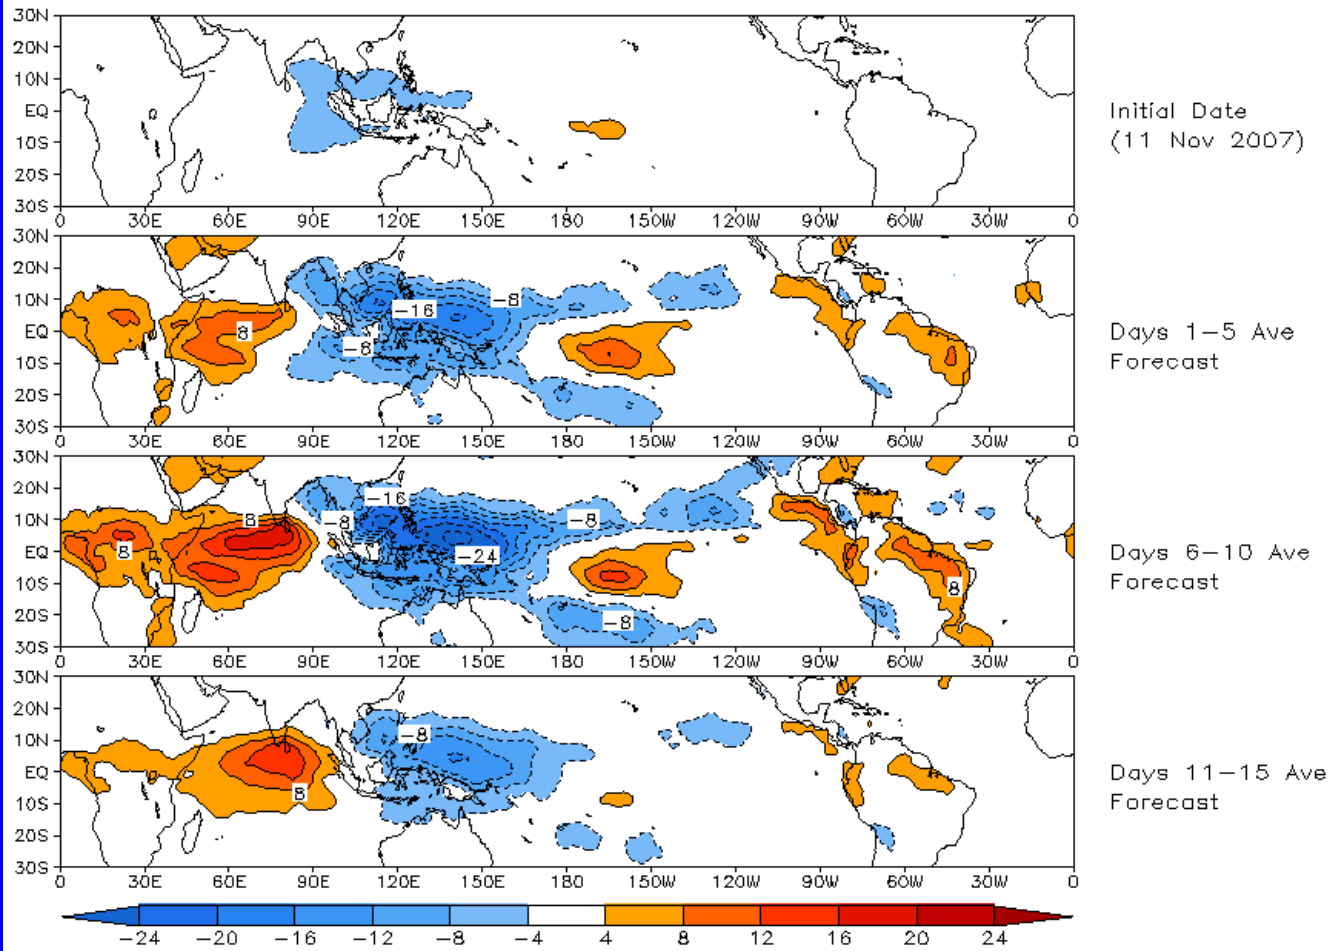 30N
20N
10N
EQ
10S
20S
30S
0 30E 60E 90E 120E 150E 180 150W 120W 90W 60W 30W 0
Initial Date
(11 Nov 2007)
30N
20N
10N
EQ
10S
20S
30S
8
-16
-8
-8
0 30E 60E 90E 120E 150E 180 150W 120W 90W 60W 30W 0
Days 1-5 Ave
Forecast
30N
20N
10N
EQ
10S
20S
30S
-16
8
-8
-8
8
-24
8
-8
0 30E 60E 90E 120E 150E 180 150W 120W 90W 60W 30W 0
Days 6-10 Ave
Forecast
30N
20N
10N
EQ
10S
20S
30S
-8
8
0 30E 60E 90E 120E 150E 180 150W 120W 90W 60W 30W 0
Days 11-15 Ave
Forecast
-24 -20 -16 -12 -8 -4 4 8 12 16 20 24